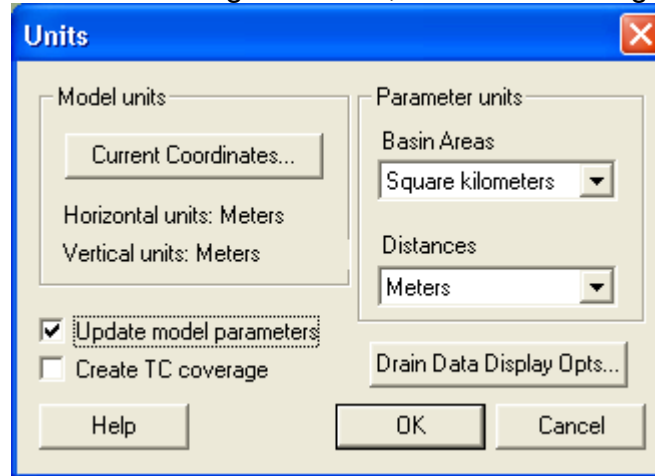 Units
Model units
Current Coordinates...
Horizontal units: Meters
Vertical units: Meters
Parameter units
Basin Areas
Square kilometers
Distances
Meters
Update model parameters
Create TC coverage
Drain Data Display Opts...
Help
OK
Cancel